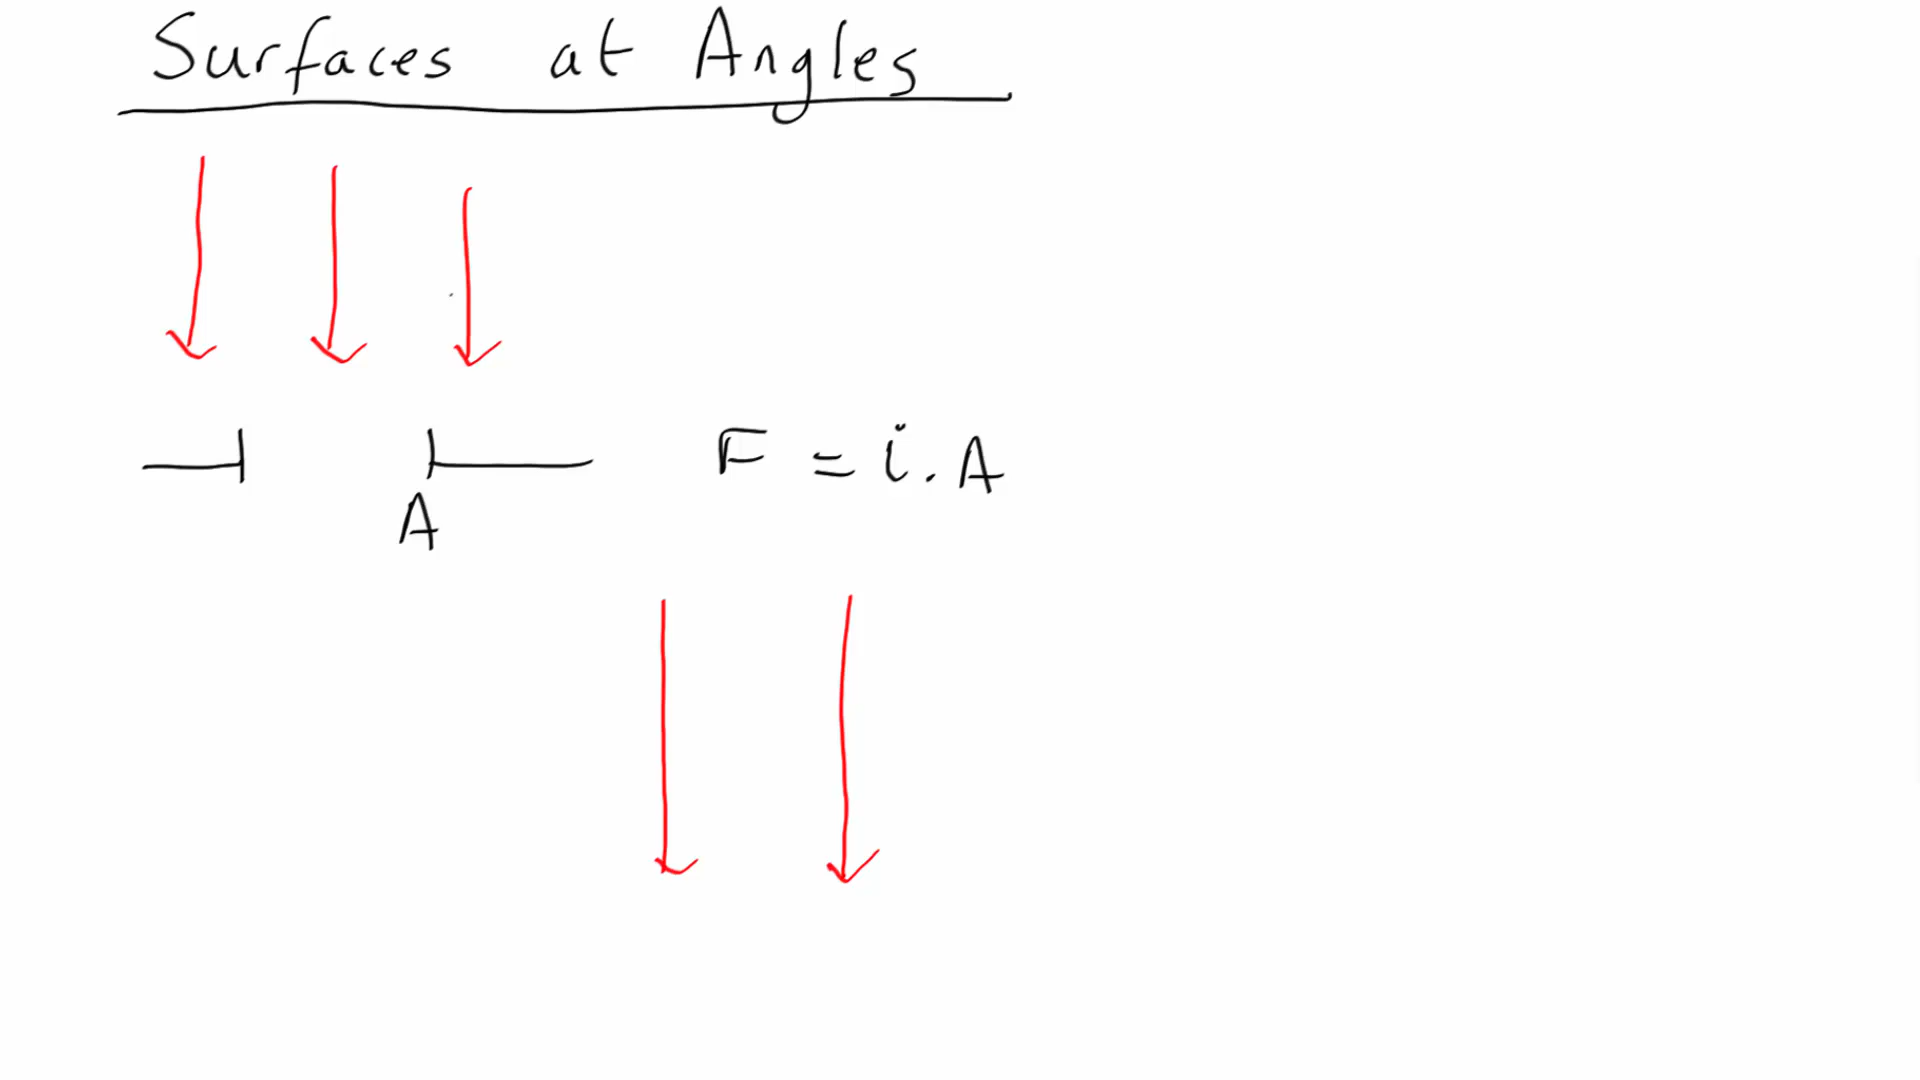 Surfaces at Angles
F = i . A
A